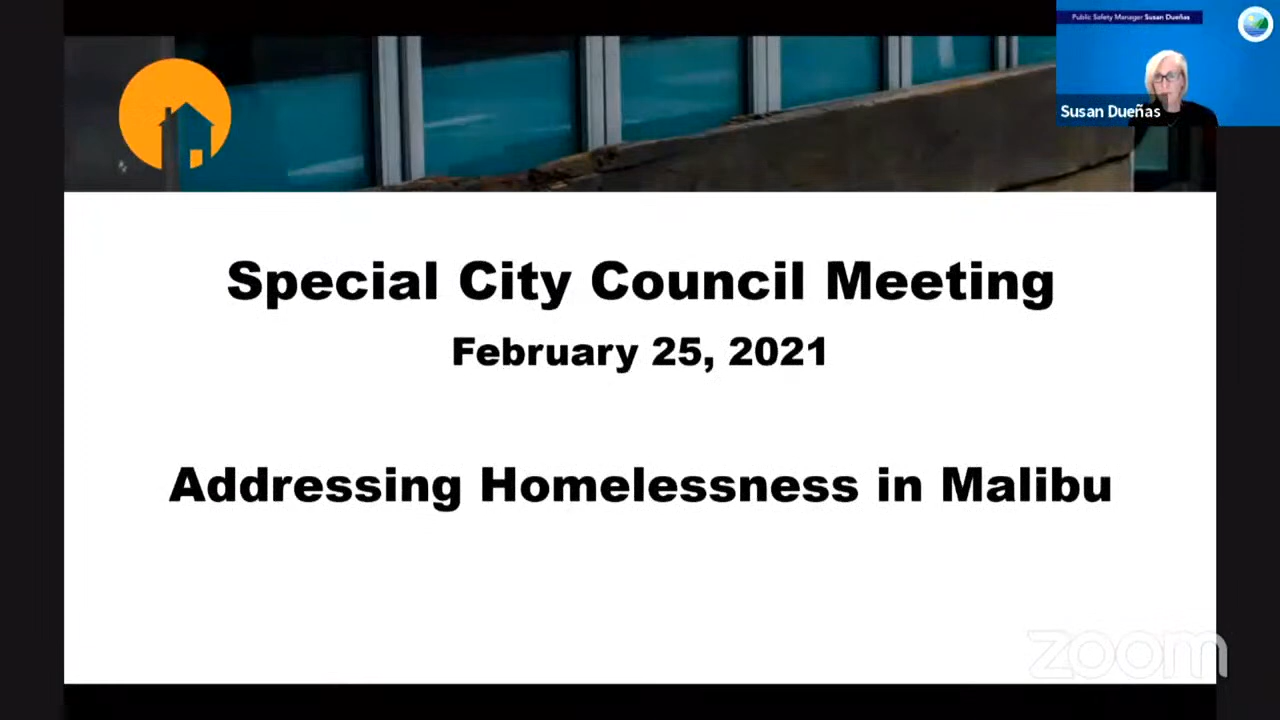 Public Safety Manager Susan Dueñas
Susan Dueñas
Special City Council Meeting
February 25, 2021
Addressing Homelessness in Malibu
zoom